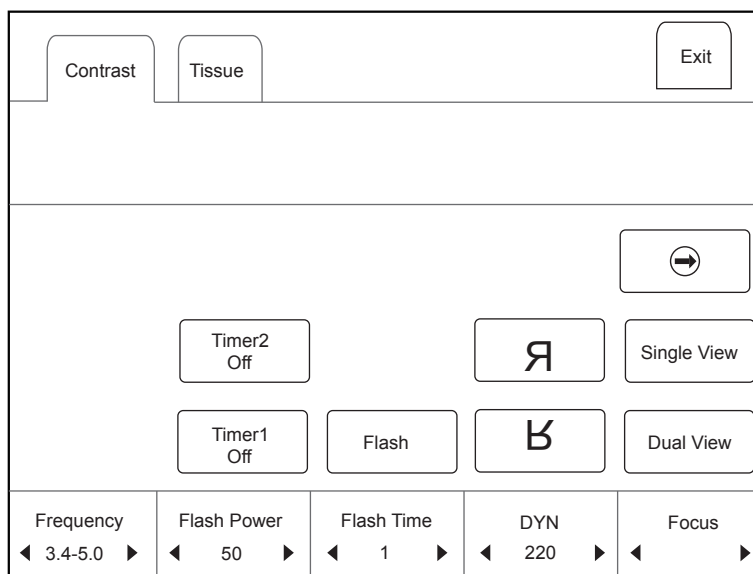 Contrast
Tissue
Exit
Timer2
Off
Я
Single View
Timer1
Off
Flash
R
Dual View
Frequency
Flash Power
Flash Time
DYN
Focus
3.4-5.0
50
1
220